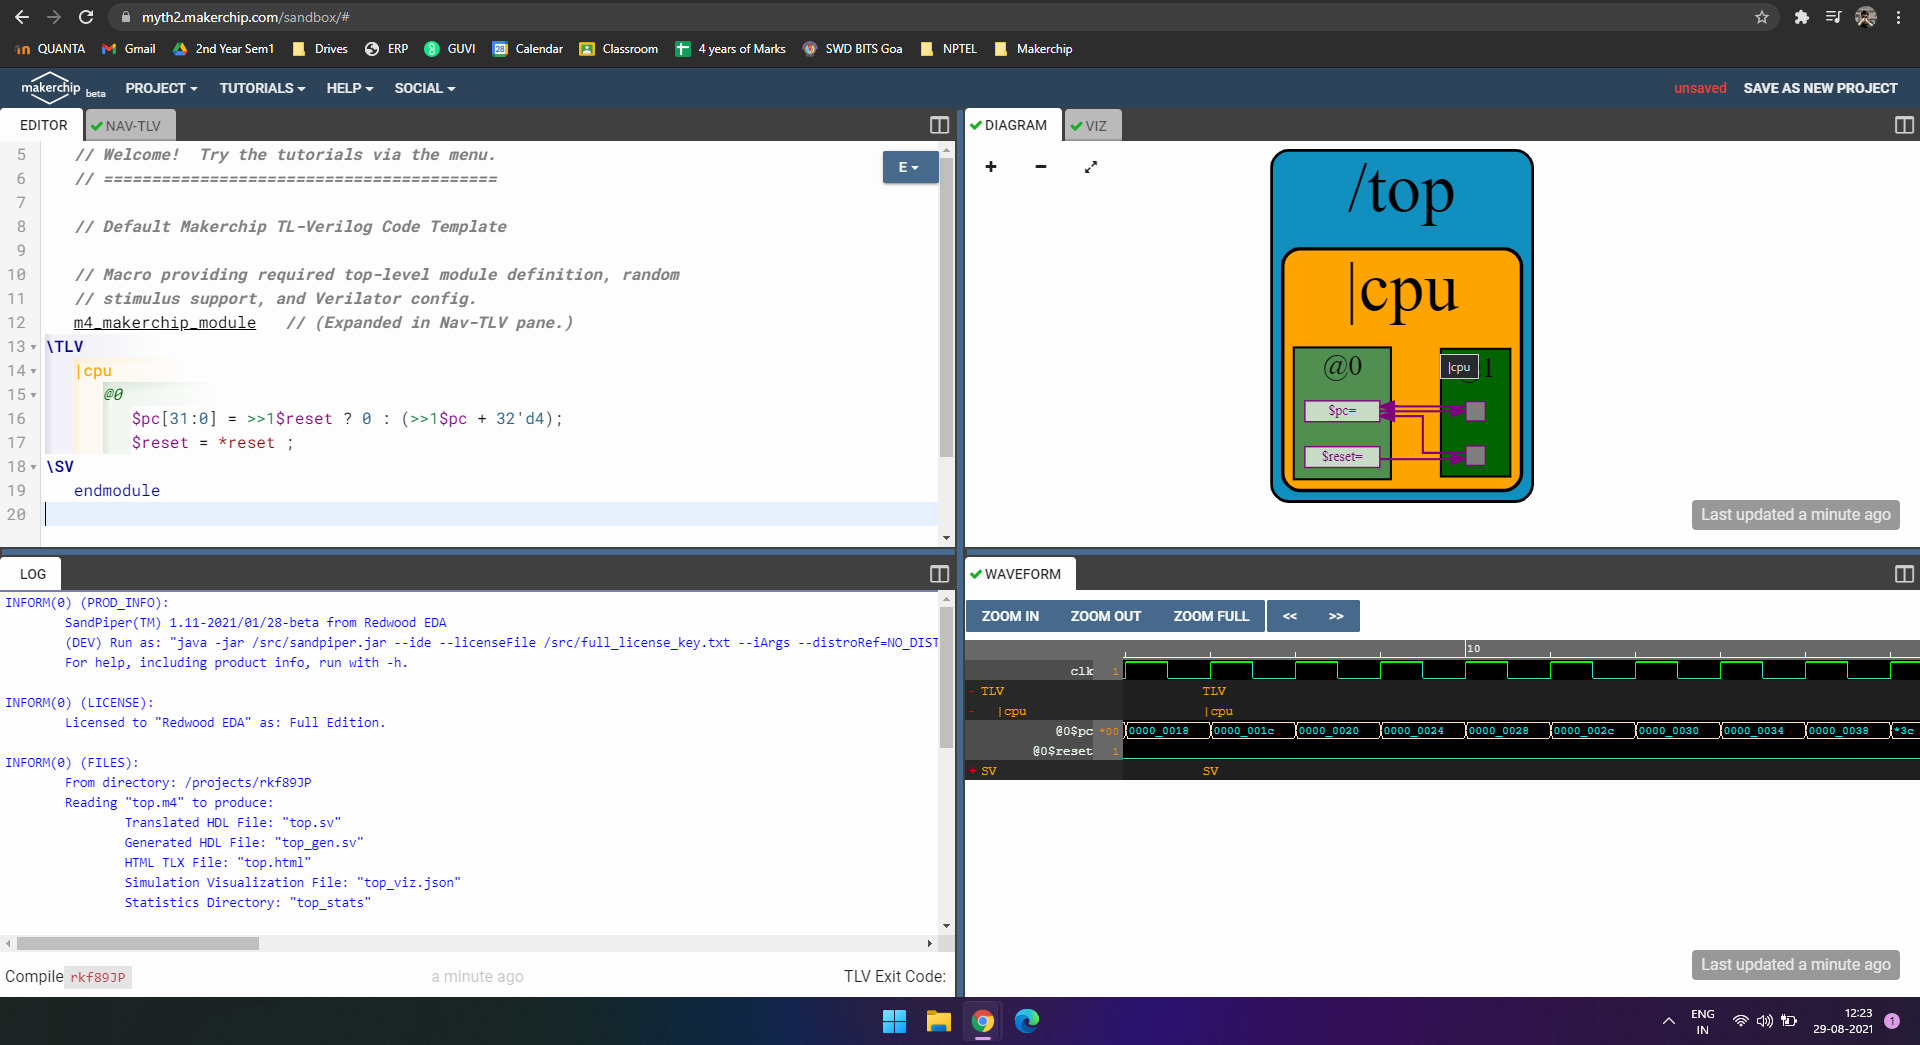 myth2.makerchip.com/sandbox/#
QUANTA Gmail 2nd Year Sem1 Drives ERP GUVI Calendar Classroom 4 years of Marks SWD BITS Goa NPTEL Makerchip
makerchip beta PROJECT TUTORIALS HELP SOCIAL unsaved SAVE AS NEW PROJECT
EDITOR NAV-TLV
E
5 // Welcome!  Try the tutorials via the menu.
6 // =========================================
7
8 // Default Makerchip TL-Verilog Code Template
9
10 // Macro providing required top-level module definition, random
11 // stimulus support, and Verilator config.
12 m4_makerchip_module   // (Expanded in Nav-TLV pane.)
13 \TLV
14 |cpu
15 @0
16 $pc[31:0] = >>1$reset ? 0 : (>>1$pc + 32'd4);
17 $reset = *reset ;
18 \SV
19 endmodule
20
DIAGRAM VIZ
+ −
/top
|cpu
@0 |cpu 1
$pc=
$reset=
Last updated a minute ago
LOG
INFORM(0) (PROD_INFO):
SandPiper(TM) 1.11-2021/01/28-beta from Redwood EDA
(DEV) Run as: "java -jar /src/sandpiper.jar --ide --licenseFile /src/full_license_key.txt --iArgs --distroRef=NO_DIST
For help, including product info, run with -h.
INFORM(0) (LICENSE):
Licensed to "Redwood EDA" as: Full Edition.
INFORM(0) (FILES):
From directory: /projects/rkf89JP
Reading "top.m4" to produce:
Translated HDL File: "top.sv"
Generated HDL File: "top_gen.sv"
HTML TLX File: "top.html"
Simulation Visualization File: "top_viz.json"
Statistics Directory: "top_stats"
Compile rkf89JP a minute ago TLV Exit Code:
WAVEFORM
ZOOM IN ZOOM OUT ZOOM FULL << >>
10
clk 1
- TLV TLV
- |cpu |cpu
@0$pc *00 0000_0018 0000_001c 0000_0020 0000_0024 0000_0028 0000_002c 0000_0030 0000_0034 0000_0038 *3c
@0$reset 1
+ SV SV
Last updated a minute ago
ENG
IN
12:23
29-08-2021
1